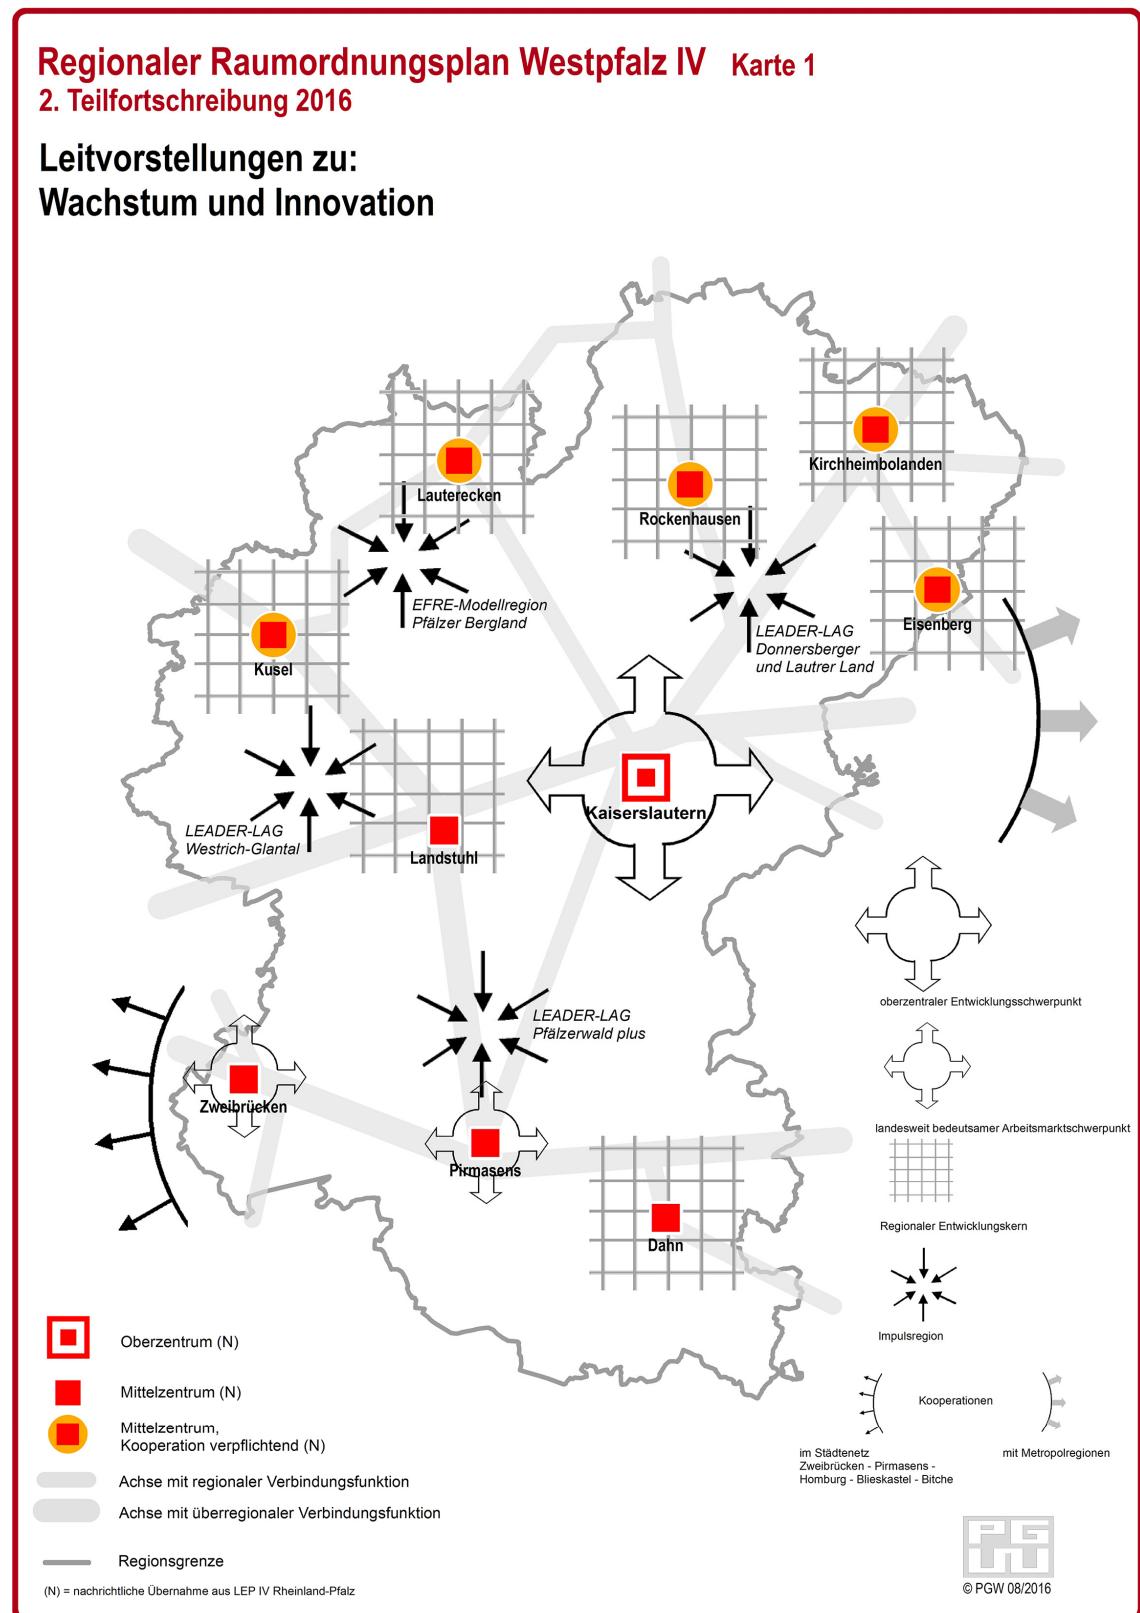 Regionaler Raumordnungsplan Westpfalz IV Karte 1
2. Teilfortschreibung 2016
Leitvorstellungen zu:
Wachstum und Innovation
Kirchheimbolanden
Lauterecken
Rockenhausen
EFRE-Modellregion
Pfälzer Bergland
Eisenberg
LEADER-LAG
Donnersberger
und Lautrer Land
Kusel
Kaiserslautern
LEADER-LAG
Westrich-Glantal
Landstuhl
oberzentraler Entwicklungsschwerpunkt
LEADER-LAG
Pfälzerwald plus
Zweibrücken
landesweit bedeutsamer Arbeitsmarktschwerpunkt
Pirmasens
Regionaler Entwicklungskern
Dahn
Impulsregion
Oberzentrum (N)
Mittelzentrum (N)
Mittelzentrum,
Kooperation verpflichtend (N)
Achse mit regionaler Verbindungsfunktion
Achse mit überregionaler Verbindungsfunktion
Regionsgrenze
(N) = nachrichtliche Übernahme aus LEP IV Rheinland-Pfalz
Kooperationen
im Städtenetz
Zweibrücken - Pirmasens -
Homburg - Blieskastel - Bitche
mit Metropolregionen
PGW
© PGW 08/2016